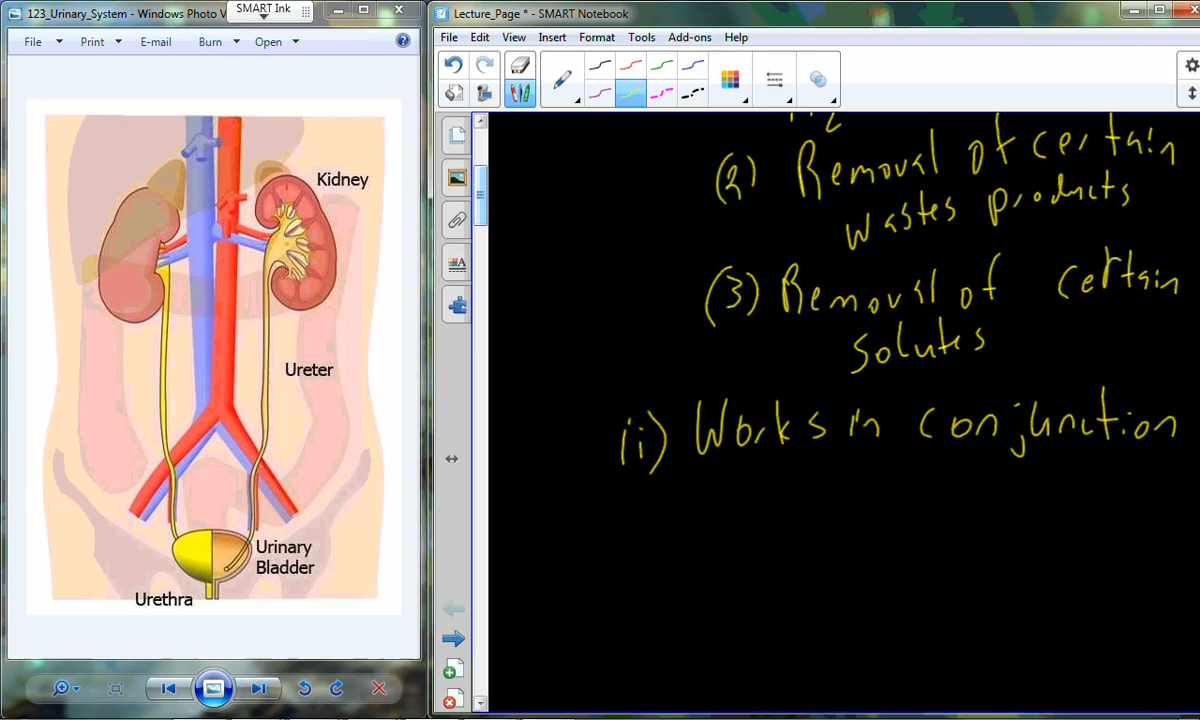 123_Urinary_System - Windows Photo V
SMART Ink
File Print E-mail Burn Open
Kidney
Ureter
Urinary
Bladder
Urethra
Lecture_Page * - SMART Notebook
File Edit View Insert Format Tools Add-ons Help
(2) Removal of certain
wastes products
(3) Removal of certain
solutes
ii) Works in conjunction